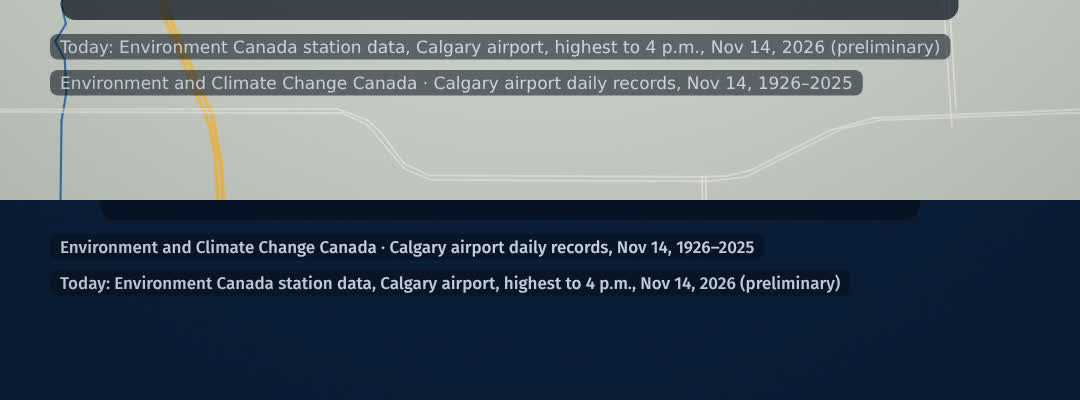 Today: Environment Canada station data, Calgary airport, highest to 4 p.m., Nov 14, 2026 (preliminary)
Environment and Climate Change Canada · Calgary airport daily records, Nov 14, 1926–2025
Environment and Climate Change Canada · Calgary airport daily records, Nov 14, 1926–2025
Today: Environment Canada station data, Calgary airport, highest to 4 p.m., Nov 14, 2026 (preliminary)